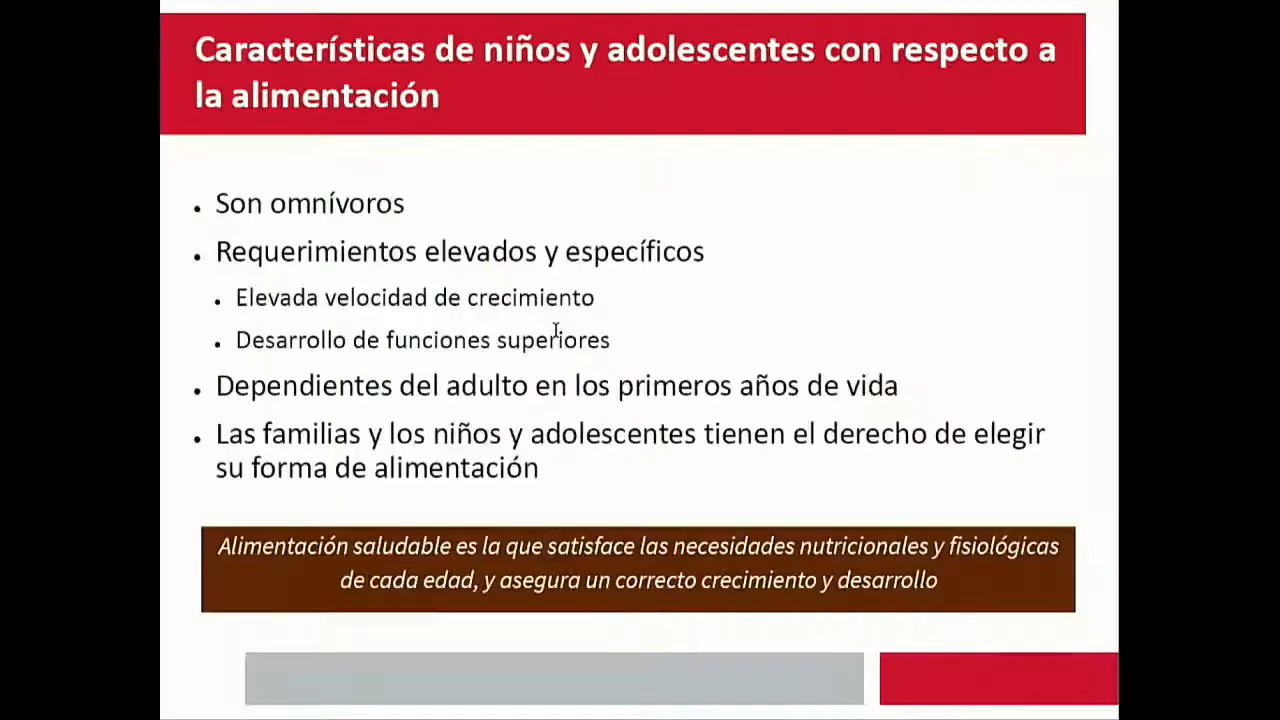 Características de niños y adolescentes con respecto a
la alimentación
• Son omnívoros
• Requerimientos elevados y específicos
• Elevada velocidad de crecimiento
• Desarrollo de funciones superiores
• Dependientes del adulto en los primeros años de vida
• Las familias y los niños y adolescentes tienen el derecho de elegir
su forma de alimentación
Alimentación saludable es la que satisface las necesidades nutricionales y fisiológicas
de cada edad, y asegura un correcto crecimiento y desarrollo